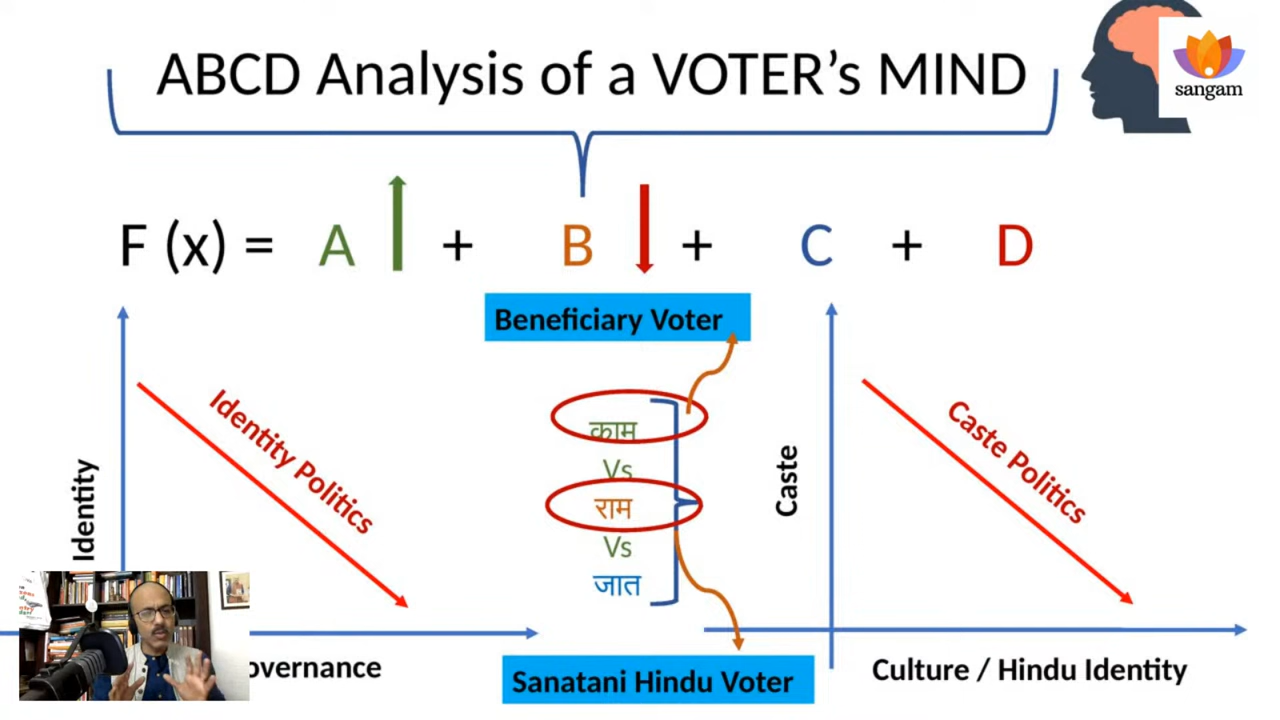 ABCD Analysis of a VOTER's MIND
sangam
F (x) = A + B + C + D
Beneficiary Voter
Identity
Identity Politics
काम
Vs
राम
Vs
जात
Caste
Caste Politics
overnance
Sanatani Hindu Voter
Culture / Hindu Identity